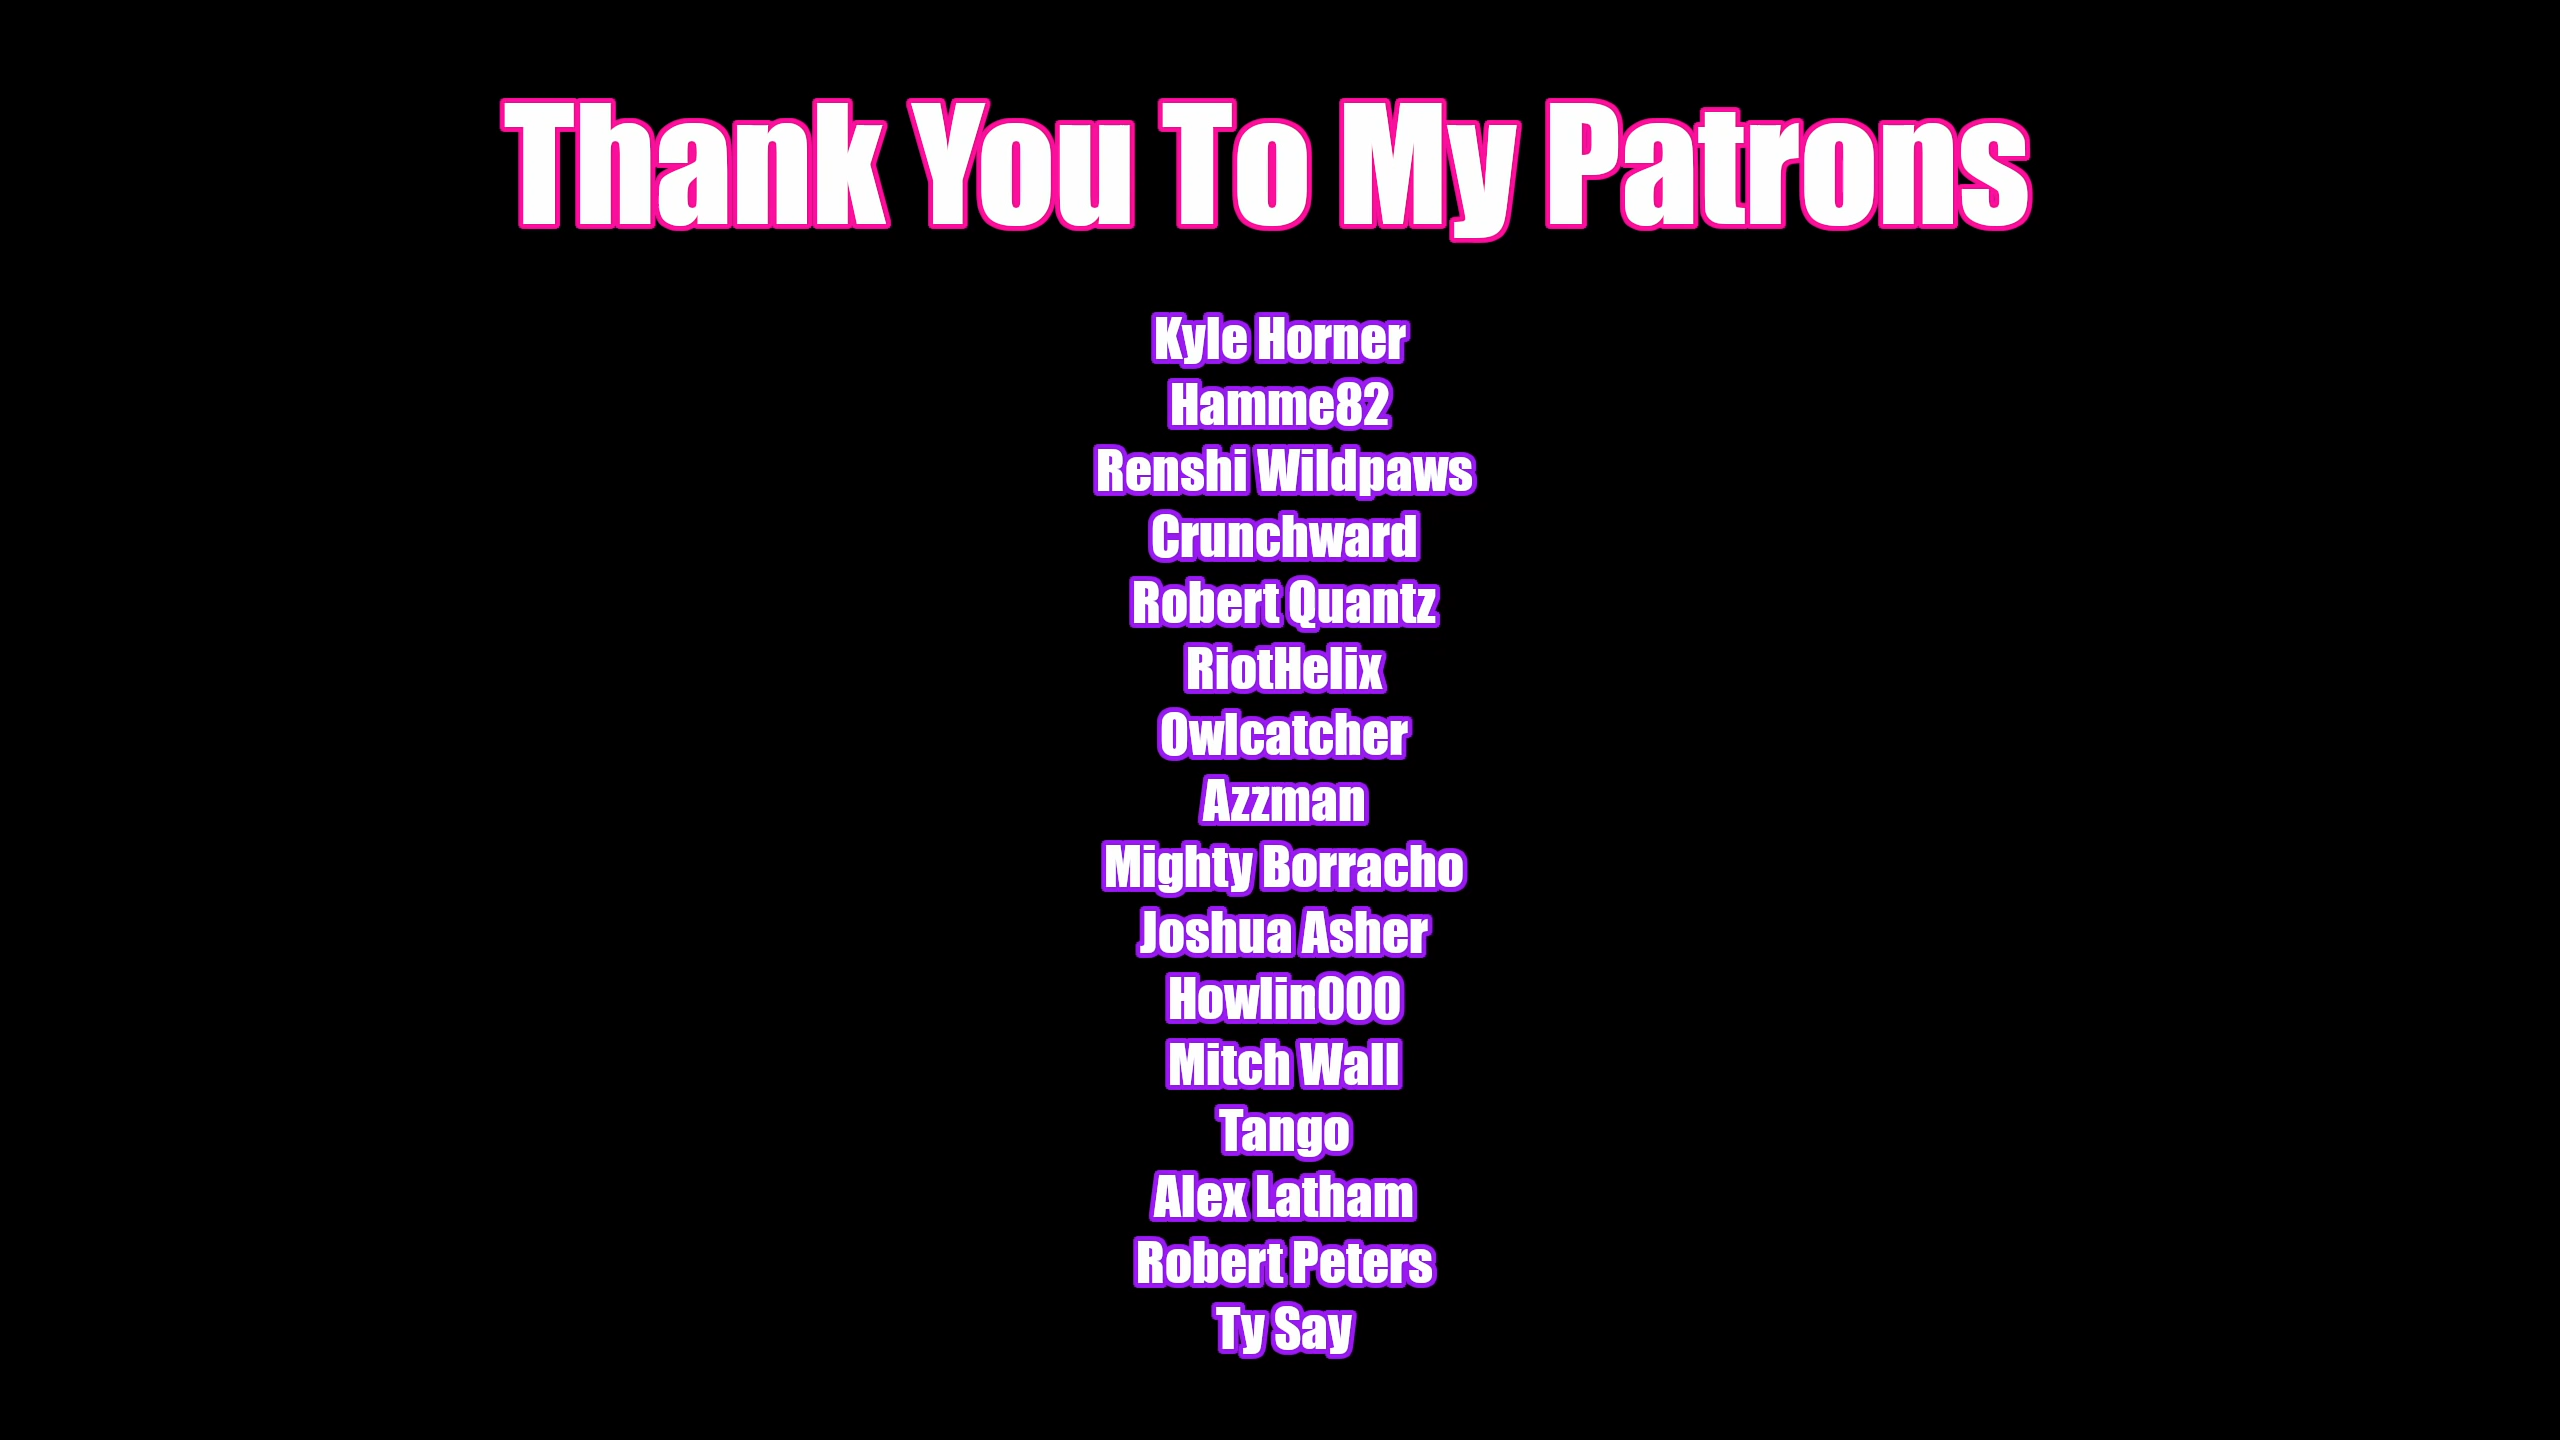 Thank You To My Patrons
Kyle Horner
Hamme82
Renshi Wildpaws
Crunchward
Robert Quantz
RiotHelix
Owlcatcher
Azzman
Mighty Borracho
Joshua Asher
Howlin000
Mitch Wall
Tango
Alex Latham
Robert Peters
Ty Say